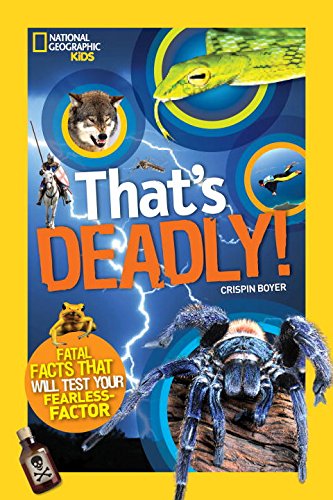 NATIONAL
GEOGRAPHIC
KiDS
That's
DEADLY!
CRISPIN BOYER
FATAL
FACTS THAT
WILL TEST YOUR
FEARLESS-
FACTOR